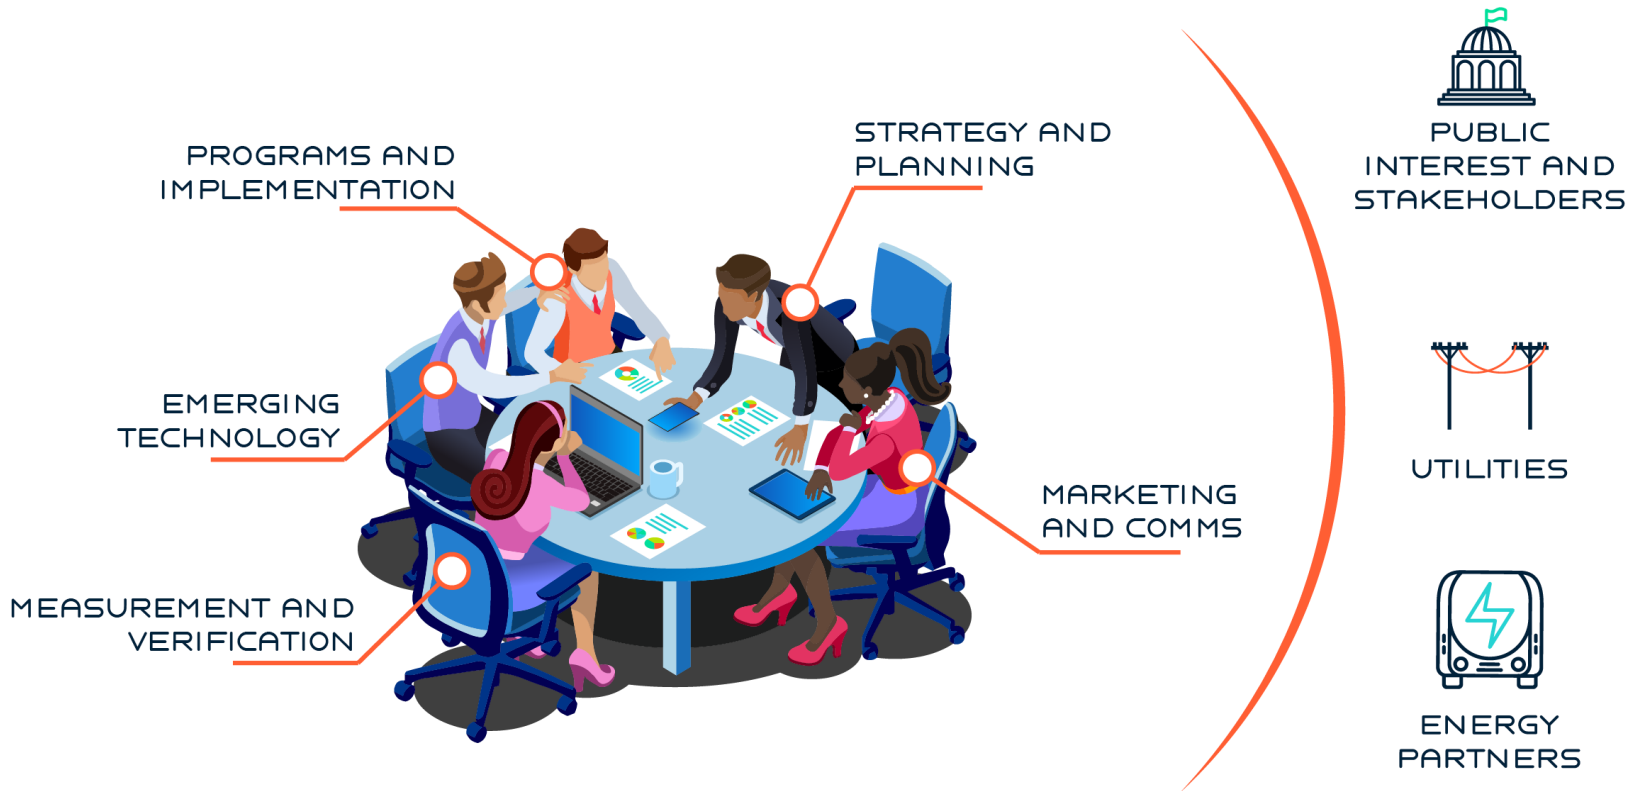 PROGRAMS AND
IMPLEMENTATION
STRATEGY AND
PLANNING
EMERGING
TECHNOLOGY
MARKETING
AND COMMS
MEASUREMENT AND
VERIFICATION
PUBLIC
INTEREST AND
STAKEHOLDERS
UTILITIES
ENERGY
PARTNERS